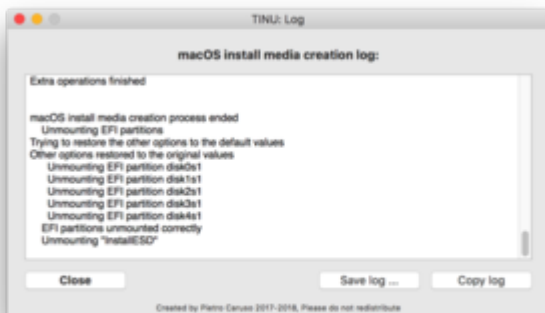 TINU: Log
macOS install media creation log:
Extra operations finished
macOS install media creation process ended
Unmounting EFI partitions
Trying to restore the other options to the default values
Other options restored to the original values
Unmounting EFI partition disk0s1
Unmounting EFI partition disk1s1
Unmounting EFI partition disk2s1
Unmounting EFI partition disk3s1
Unmounting EFI partition disk4s1
EFI partitions unmounted correctly
Unmounting "InstallESD"
Close
Save log ...
Copy log
Created by Pietro Caruso 2017-2018, Please do not redistribute